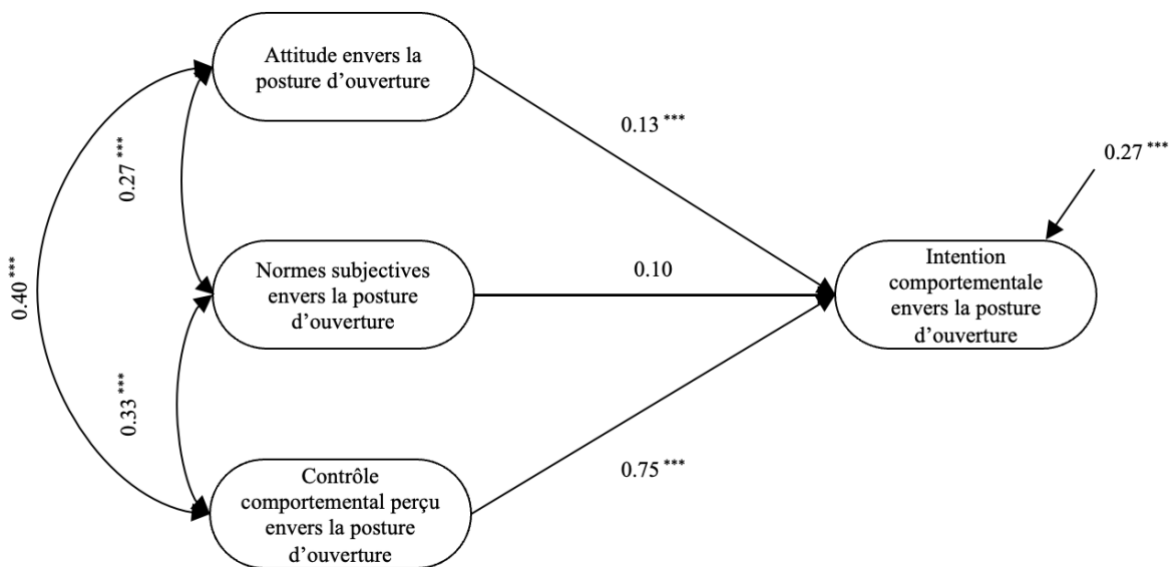 Attitude envers la
posture d’ouverture
0.13 ***
0.27 ***
0.27 ***
Normes subjectives
envers la posture
d’ouverture
0.10
Intention
comportementale
envers la posture
d’ouverture
0.40 ***
0.33 ***
0.75 ***
Contrôle
comportemental perçu
envers la posture
d’ouverture